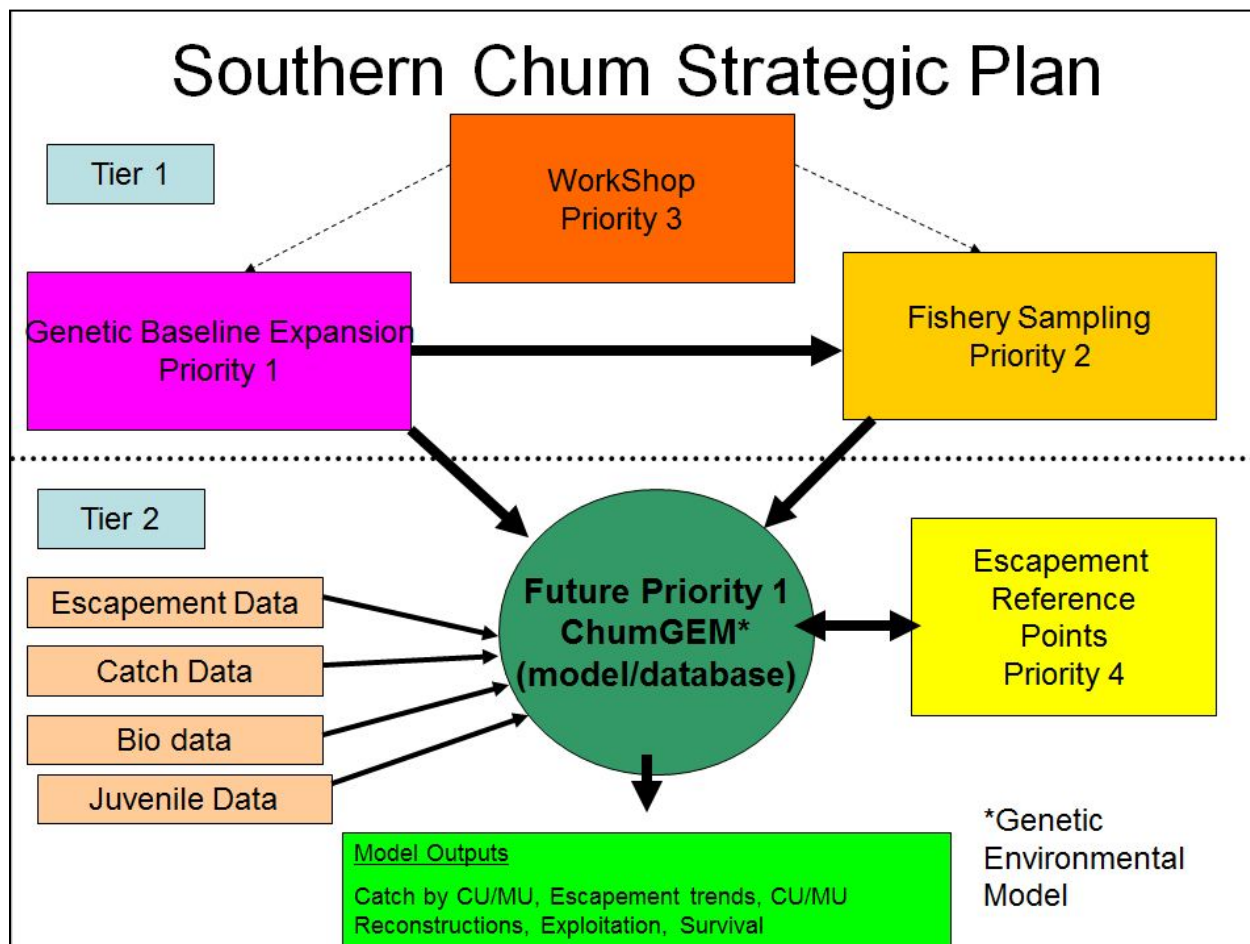 Southern Chum Strategic Plan
Tier 1
WorkShop
Priority 3
Genetic Baseline Expansion
Priority 1
Fishery Sampling
Priority 2
Tier 2
Escapement Data
Catch Data
Bio data
Juvenile Data
Future Priority 1
ChumGEM*
(model/database)
Escapement
Reference
Points
Priority 4
Model Outputs
Catch by CU/MU, Escapement trends, CU/MU
Reconstructions, Exploitation, Survival
*Genetic
Environmental
Model